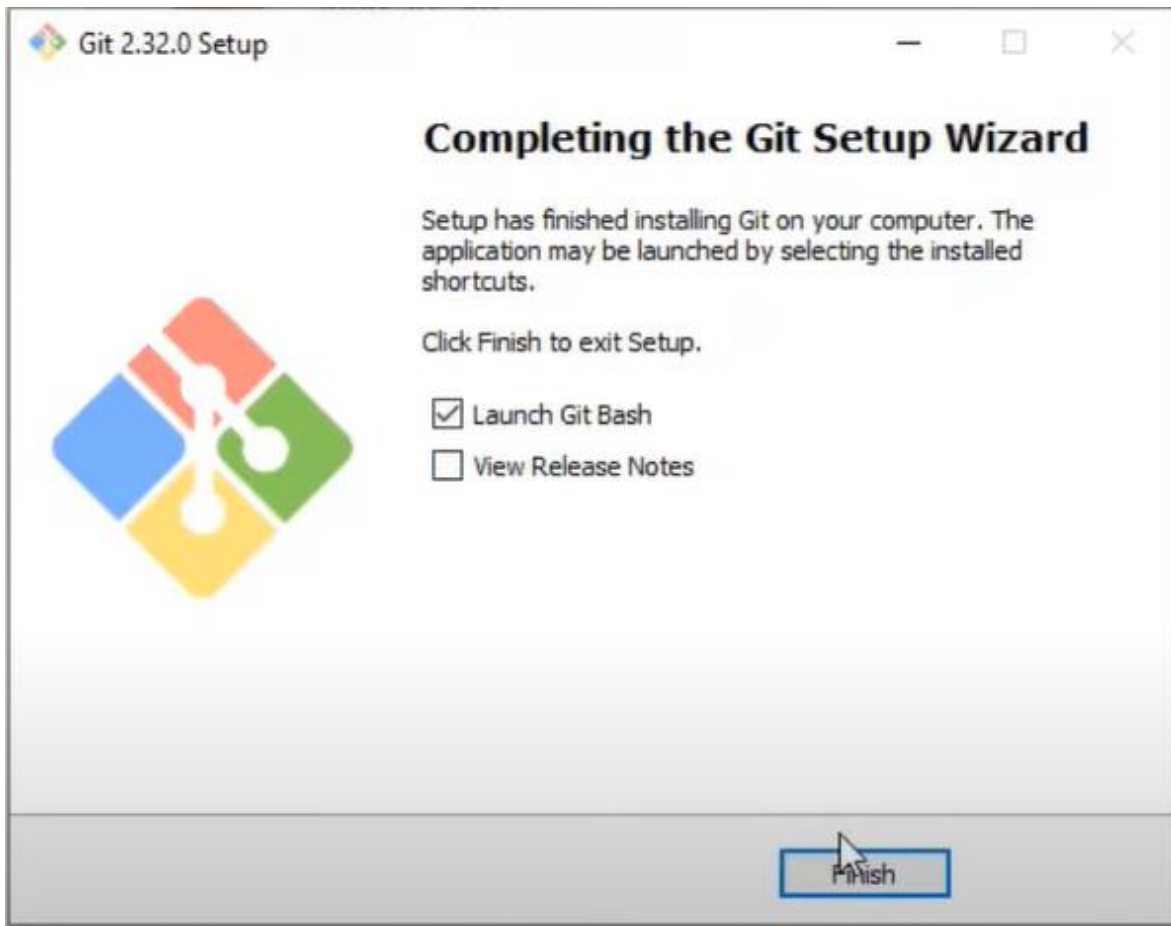 Git 2.32.0 Setup
Completing the Git Setup Wizard
Setup has finished installing Git on your computer. The
application may be launched by selecting the installed
shortcuts.
Click Finish to exit Setup.
Launch Git Bash
View Release Notes
Finish